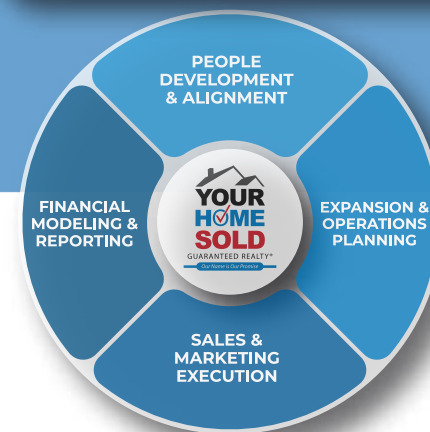 PEOPLE
DEVELOPMENT
& ALIGNMENT
FINANCIAL
MODELING &
REPORTING
YOUR
HOME
SOLD
GUARANTEED REALTY®
Our Name is Our Promise
EXPANSION &
OPERATIONS
PLANNING
SALES &
MARKETING
EXECUTION